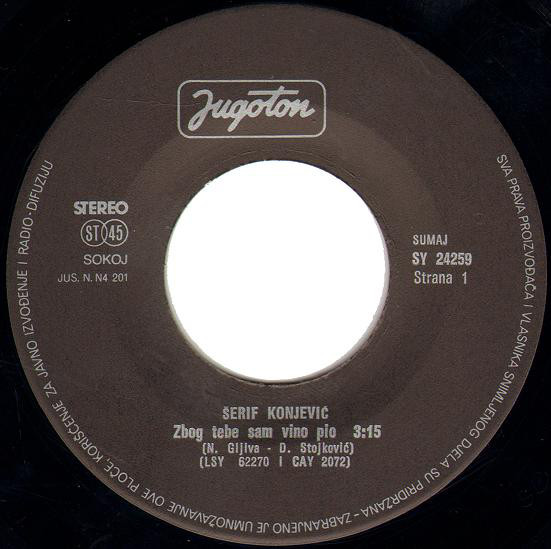 Jugoton
STEREO
ST 45
SOKOJ
JUS. N. N4 201
SUMAJ
SY 24259
Strana 1
ŠERIF KONJEVIĆ
Zbog tebe sam vino pio 3:15
(N. Gljiva - D. Stojković)
(LSY 62270 I CAY 2072)
SVA PRAVA PROIZVOĐAČA I VLASNIKA SNIMLJENOG DJELA SU PRIDRŽANA - ZABRANJENO JE UMNOŽAVANJE OVE PLOČE, KORIŠĆENJE ZA JAVNO IZVOĐENJE I RADIO-DIFUZIJU